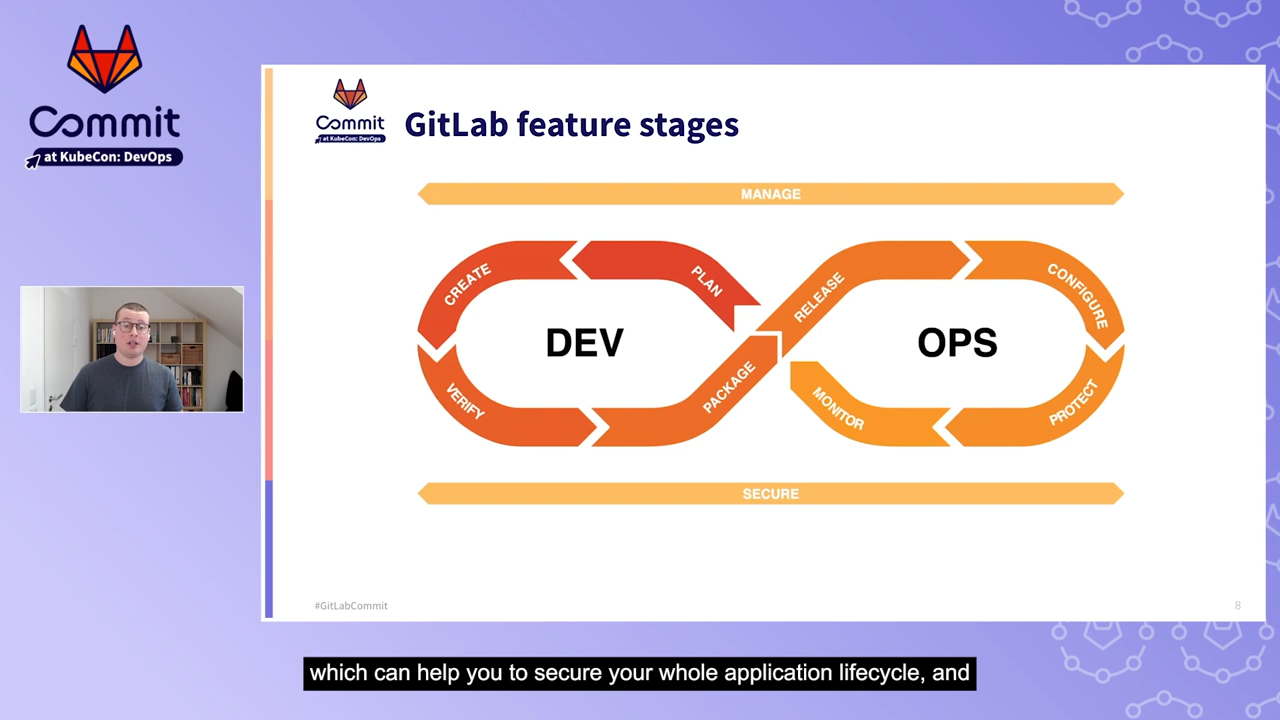 Commit
at KubeCon: DevOps
Commit
at KubeCon: DevOps
GitLab feature stages
MANAGE
CREATE
PLAN
RELEASE
CONFIGURE
DEV
OPS
VERIFY
PACKAGE
MONITOR
PROTECT
SECURE
#GitLabCommit
8
which can help you to secure your whole application lifecycle, and